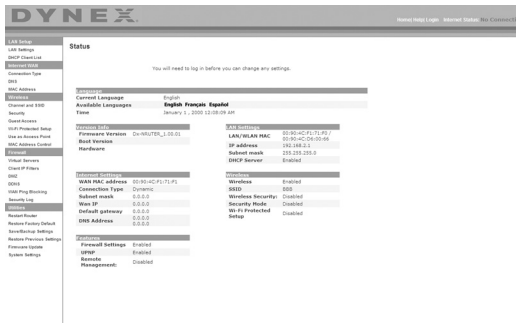 DYNEX
Home|Help|Login Internet Status: No Connecti
LAN Setup
LAN Settings
DHCP Client List
Internet WAN
Connection Type
DNS
MAC Address
Wireless
Channel and SSID
Security
Guest Access
Wi-Fi Protected Setup
Use as Access Point
MAC Address Control
Firewall
Virtual Servers
Client IP Filters
DMZ
DDNS
WAN Ping Blocking
Security Log
Utilities
Restart Router
Restore Factory Default
Save/Backup Settings
Restore Previous Settings
Firmware Update
System Settings
Status
You will need to log in before you can change any settings.
Language
Current Language English
Available Languages English Français Español
Time January 1 , 2000 12:08:09 AM
Version Info
Firmware Version Dx-WRUTER_1.00.01
Boot Version
Hardware
LAN Settings
LAN/WLAN MAC 00:90:4C:F1:71:F0 /
00:90:4C:D6:00:66
IP address 192.168.2.1
Subnet mask 255.255.255.0
DHCP Server Enabled
Internet Settings
WAN MAC address 00:90:4C:F1:71:F1
Connection Type Dynamic
Subnet mask 0.0.0.0
Wan IP 0.0.0.0
Default gateway 0.0.0.0
DNS Address 0.0.0.0
0.0.0.0
Wireless
Wireless Enabled
SSID BBB
Wireless Security: Disabled
Security Mode Disabled
Wi-Fi Protected Setup Disabled
Features
Firewall Settings Enabled
UPNP Enabled
Remote Management: Disabled